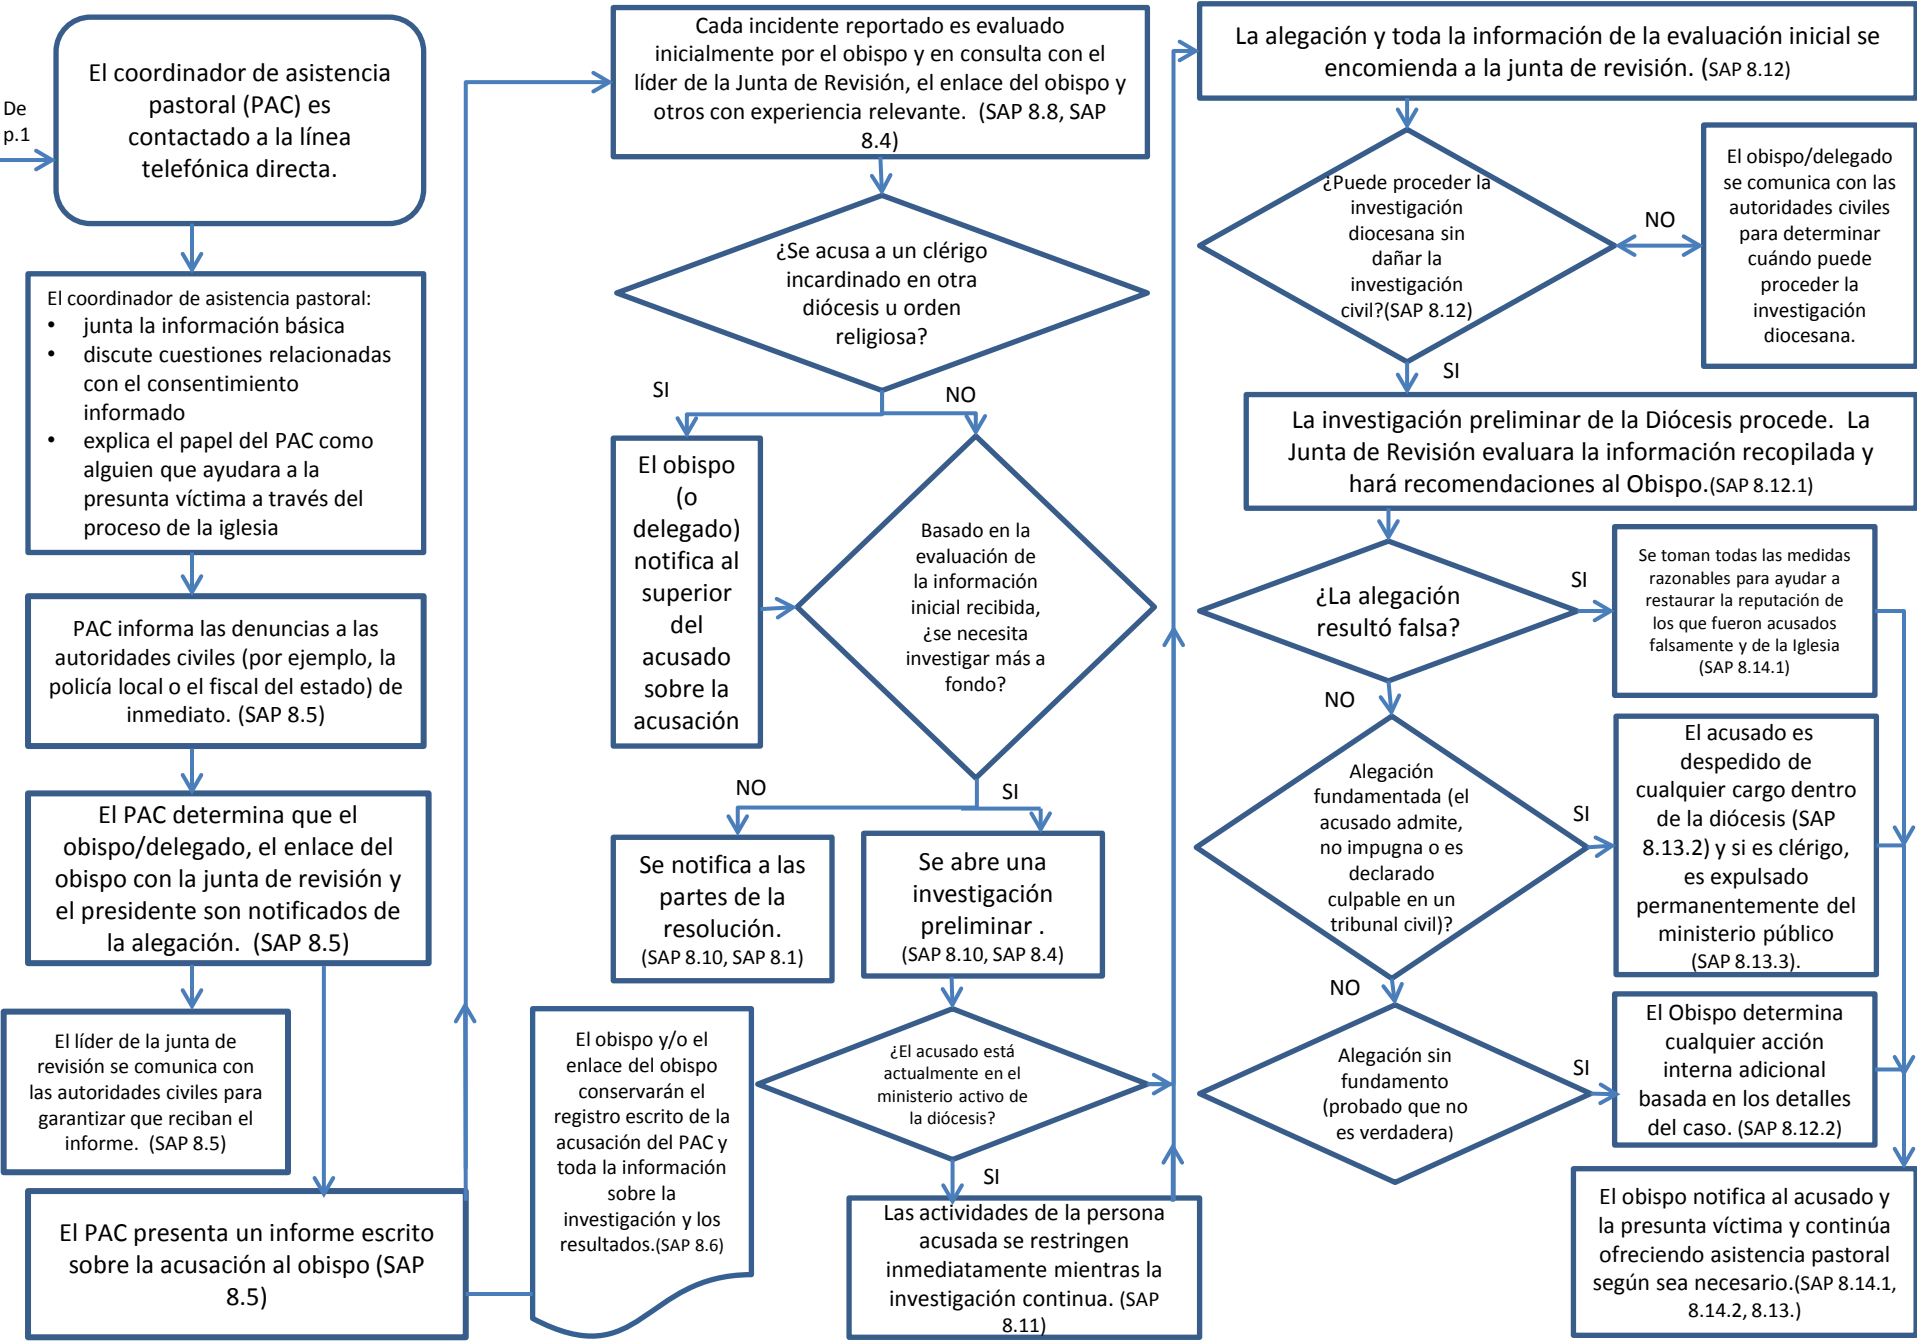 De
p.1
El coordinador de asistencia
pastoral (PAC) es
contactado a la línea
telefónica directa.
El coordinador de asistencia pastoral:
• junta la información básica
• discute cuestiones relacionadas
con el consentimiento
informado
• explica el papel del PAC como
alguien que ayudara a la
presunta víctima a través del
proceso de la iglesia
PAC informa las denuncias a las
autoridades civiles (por ejemplo, la
policía local o el fiscal del estado) de
inmediato. (SAP 8.5)
El PAC determina que el
obispo/delegado, el enlace del
obispo con la junta de revisión y
el presidente son notificados de
la alegación. (SAP 8.5)
El líder de la junta de
revisión se comunica con
las autoridades civiles para
garantizar que reciban el
informe. (SAP 8.5)
El PAC presenta un informe escrito
sobre la acusación al obispo (SAP
8.5)
Cada incidente reportado es evaluado
inicialmente por el obispo y en consulta con el
líder de la Junta de Revisión, el enlace del obispo y
otros con experiencia relevante. (SAP 8.8, SAP
8.4)
¿Se acusa a un clérigo
incardinado en otra
diócesis u orden
religiosa?
SI
NO
El obispo
(o
delegado)
notifica al
superior
del
acusado
sobre la
acusación
Basado en la
evaluación de
la información
inicial recibida,
¿se necesita
investigar más a
fondo?
NO
SI
Se notifica a las
partes de la
resolución.
(SAP 8.10, SAP 8.1)
Se abre una
investigación
preliminar .
(SAP 8.10, SAP 8.4)
El obispo y/o el
enlace del obispo
conservarán el
registro escrito de la
acusación del PAC y
toda la información
sobre la
investigación y los
resultados.(SAP 8.6)
¿El acusado está
actualmente en el
ministerio activo de
la diócesis?
SI
Las actividades de la persona
acusada se restringen
inmediatamente mientras la
investigación continua. (SAP
8.11)
La alegación y toda la información de la evaluación inicial se
encomienda a la junta de revisión. (SAP 8.12)
¿Puede proceder la
investigación
diocesana sin
dañar la
investigación
civil?(SAP 8.12)
NO
El obispo/delegado
se comunica con las
autoridades civiles
para determinar
cuándo puede
proceder la
investigación
diocesana.
SI
La investigación preliminar de la Diócesis procede. La
Junta de Revisión evaluara la información recopilada y
hará recomendaciones al Obispo.(SAP 8.12.1)
¿La alegación
resultó falsa?
SI
Se toman todas las medidas
razonables para ayudar a
restaurar la reputación de
los que fueron acusados
falsamente y de la Iglesia
(SAP 8.14.1)
NO
Alegación
fundamentada (el
acusado admite,
no impugna o es
declarado
culpable en un
tribunal civil)?
SI
El acusado es
despedido de
cualquier cargo dentro
de la diócesis (SAP
8.13.2) y si es clérigo,
es expulsado
permanentemente del
ministerio público
(SAP 8.13.3).
NO
Alegación sin
fundamento
(probado que no
es verdadera)
SI
El Obispo determina
cualquier acción
interna adicional
basada en los detalles
del caso. (SAP 8.12.2)
El obispo notifica al acusado y
la presunta víctima y continúa
ofreciendo asistencia pastoral
según sea necesario.(SAP 8.14.1,
8.14.2, 8.13.)